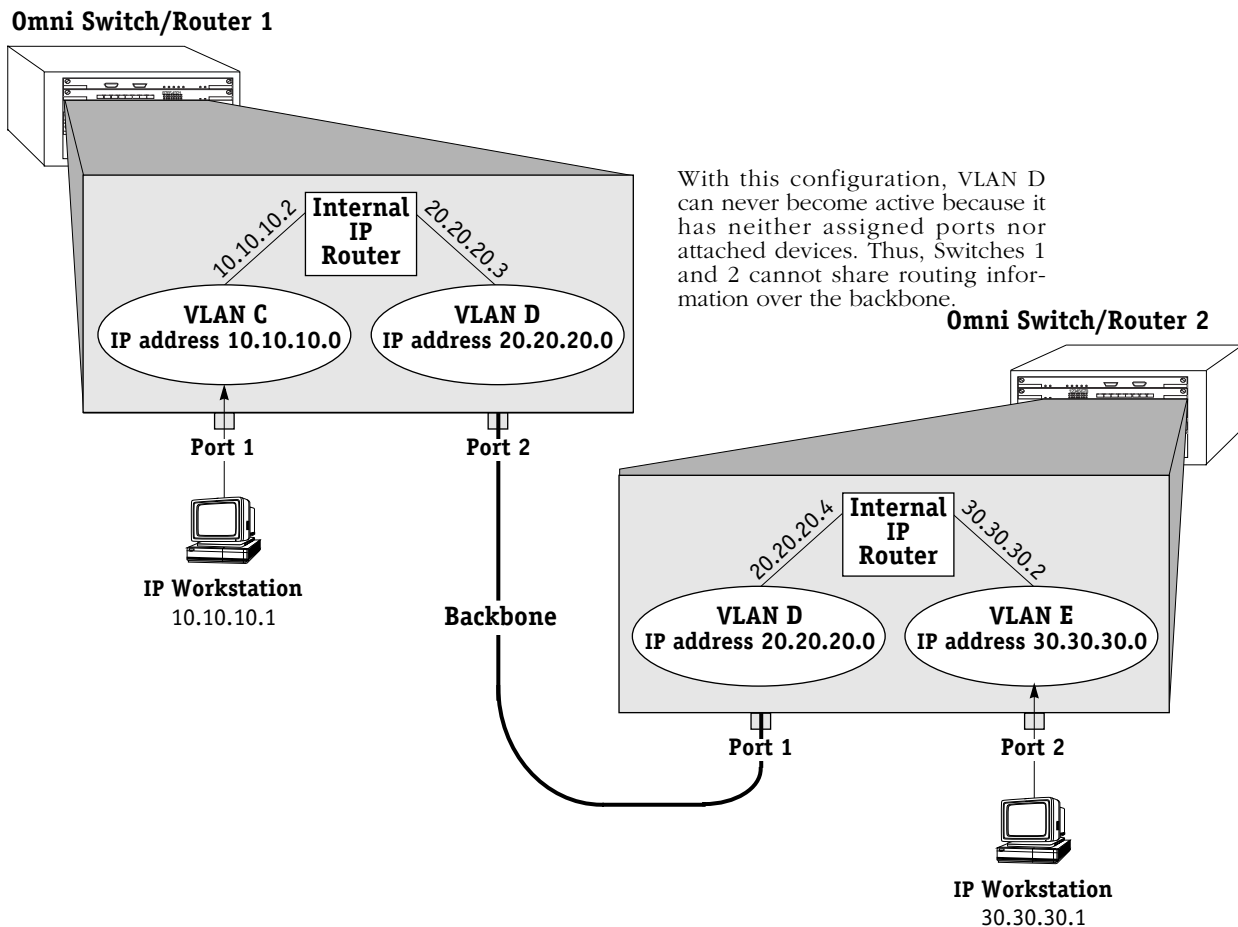 Omni Switch/Router 1
Internal
IP
Router
10.10.10.2
20.20.20.3
VLAN C
IP address 10.10.10.0
VLAN D
IP address 20.20.20.0
Port 1
Port 2
IP Workstation
10.10.10.1
Backbone
With this configuration, VLAN D
can never become active because it
has neither assigned ports nor
attached devices. Thus, Switches 1
and 2 cannot share routing infor-
mation over the backbone.
Omni Switch/Router 2
Internal
IP
Router
20.20.20.4
30.30.30.2
VLAN D
IP address 20.20.20.0
VLAN E
IP address 30.30.30.0
Port 1
Port 2
IP Workstation
30.30.30.1